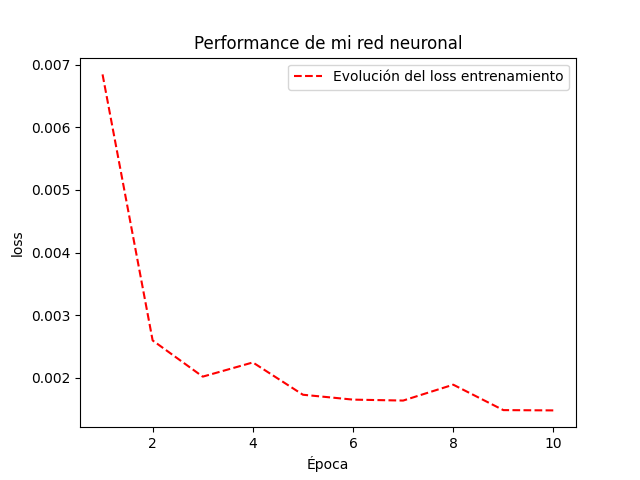 Performance de mi red neuronal
Evolución del loss entrenamiento
0.007
0.006
0.005
0.004
0.003
0.002
loss
2 4 6 8 10
Época